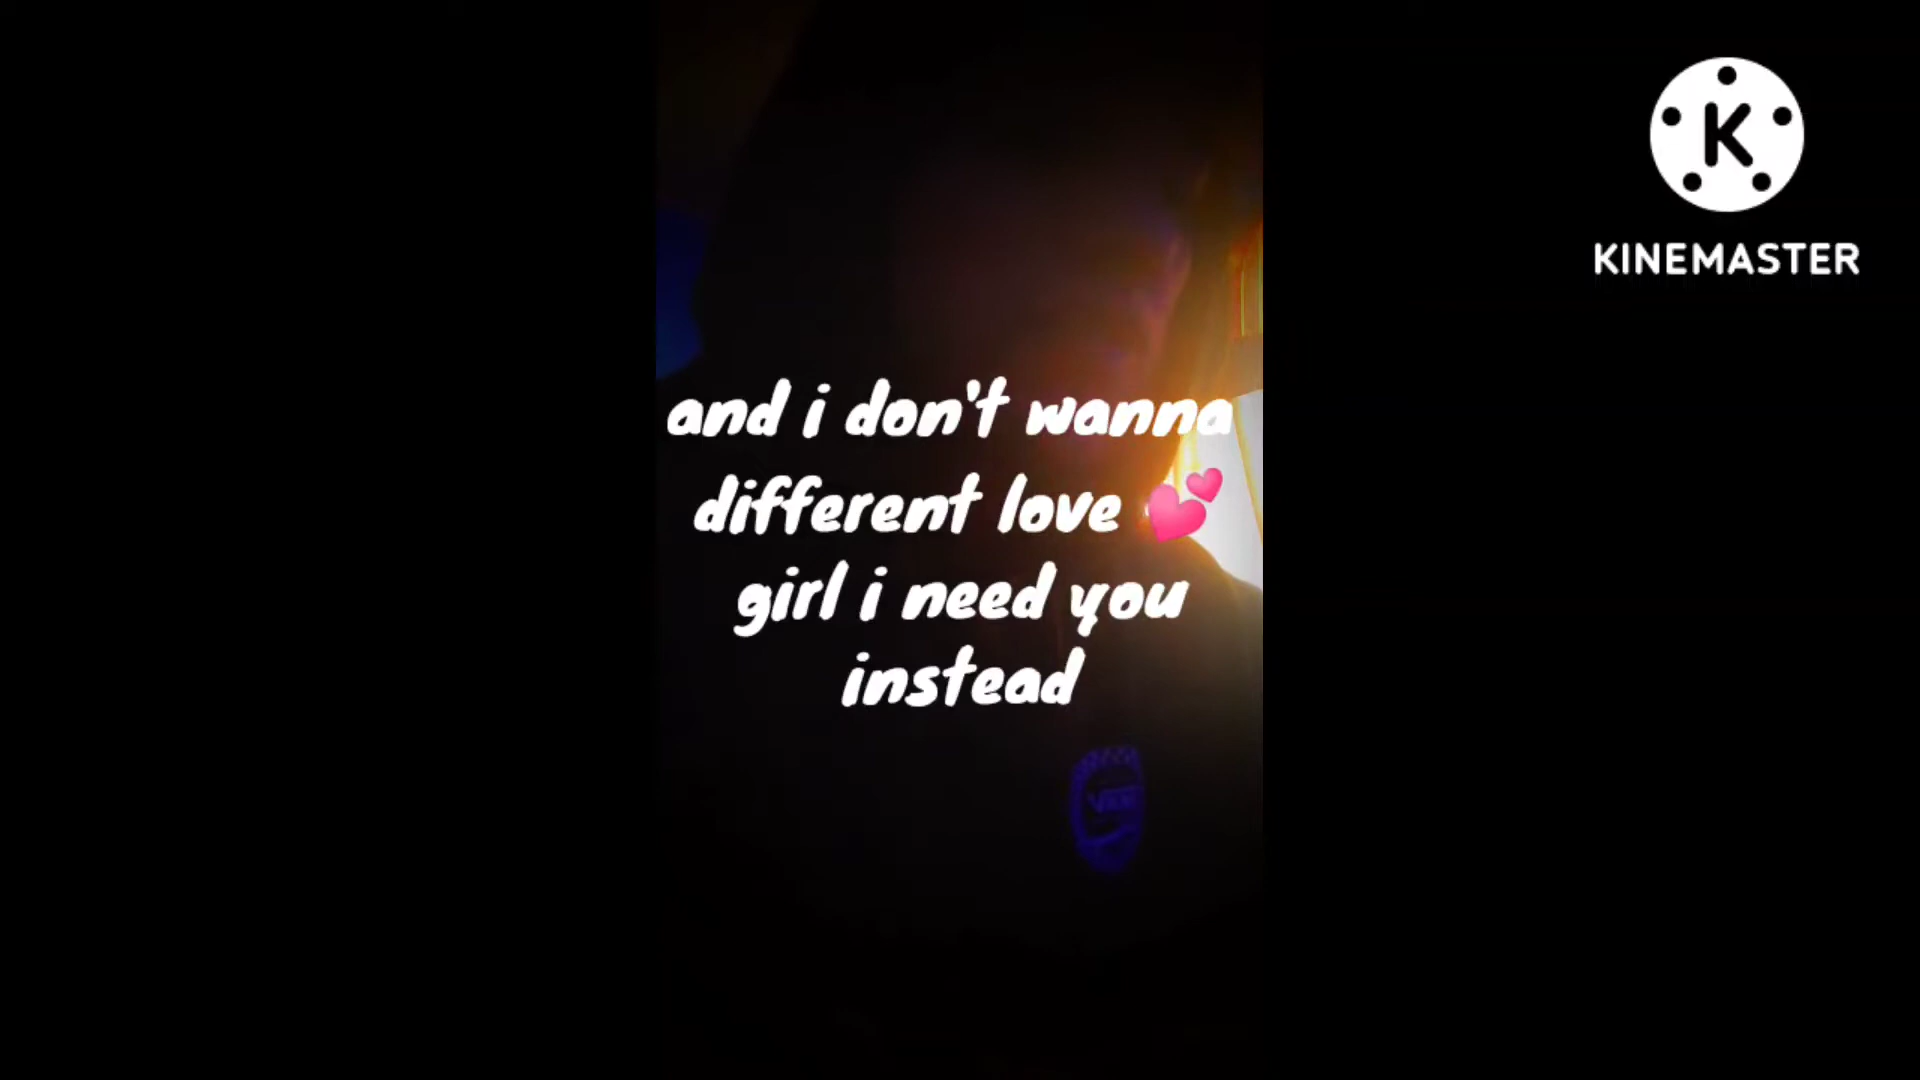 and i don't wanna
different love 💕
girl i need you
instead
KINEMASTER